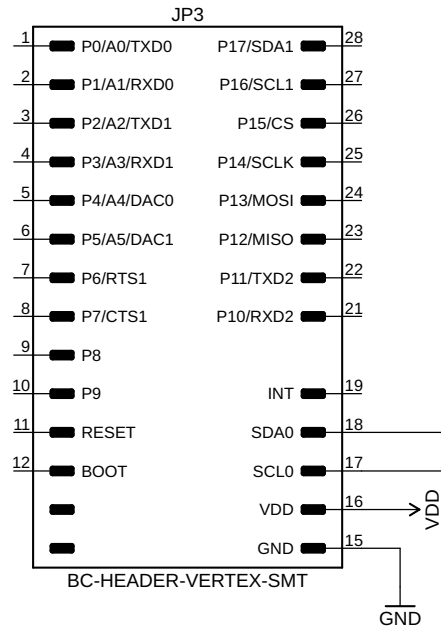 JP3
1 P0/A0/TXD0 P17/SDA1 28
2 P1/A1/RXD0 P16/SCL1 27
3 P2/A2/TXD1 P15/CS 26
4 P3/A3/RXD1 P14/SCLK 25
5 P4/A4/DAC0 P13/MOSI 24
6 P5/A5/DAC1 P12/MISO 23
7 P6/RTS1 P11/TXD2 22
8 P7/CTS1 P10/RXD2 21
9 P8
10 P9 INT 19
11 RESET SDA0 18
12 BOOT SCL0 17
VDD 16 VDD
GND 15
BC-HEADER-VERTEX-SMT
GND